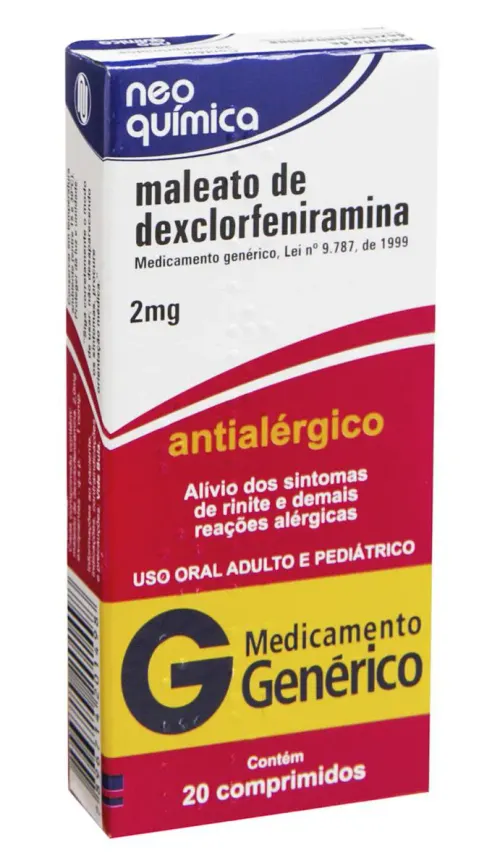 neo
química
maleato de
dexclorfeniramina
Medicamento genérico, Lei nº 9.787, de 1999
2mg
antialérgico
Alívio dos sintomas
de rinite e demais
reações alérgicas
USO ORAL ADULTO E PEDIÁTRICO
G Medicamento
Genérico
Contém
20 comprimidos